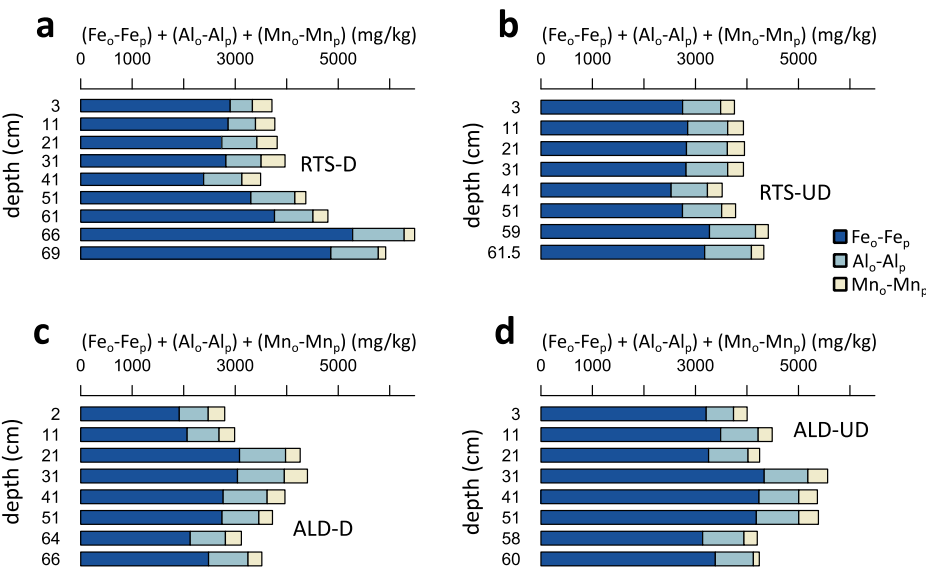 a
(Feo-Fep) + (Alo-Alp) + (Mno-Mnp) (mg/kg)
0 1000 3000 5000
depth (cm)
3
11
21
31
41
51
61
66
69
RTS-D
b
(Feo-Fep) + (Alo-Alp) + (Mno-Mnp) (mg/kg)
0 1000 3000 5000
depth (cm)
3
11
21
31
41
51
59
61.5
RTS-UD
Feo-Fep
Alo-Alp
Mno-Mnp
c
(Feo-Fep) + (Alo-Alp) + (Mno-Mnp) (mg/kg)
0 1000 3000 5000
depth (cm)
2
11
21
31
41
51
64
66
ALD-D
d
(Feo-Fep) + (Alo-Alp) + (Mno-Mnp) (mg/kg)
0 1000 3000 5000
depth (cm)
3
11
21
31
41
51
58
60
ALD-UD